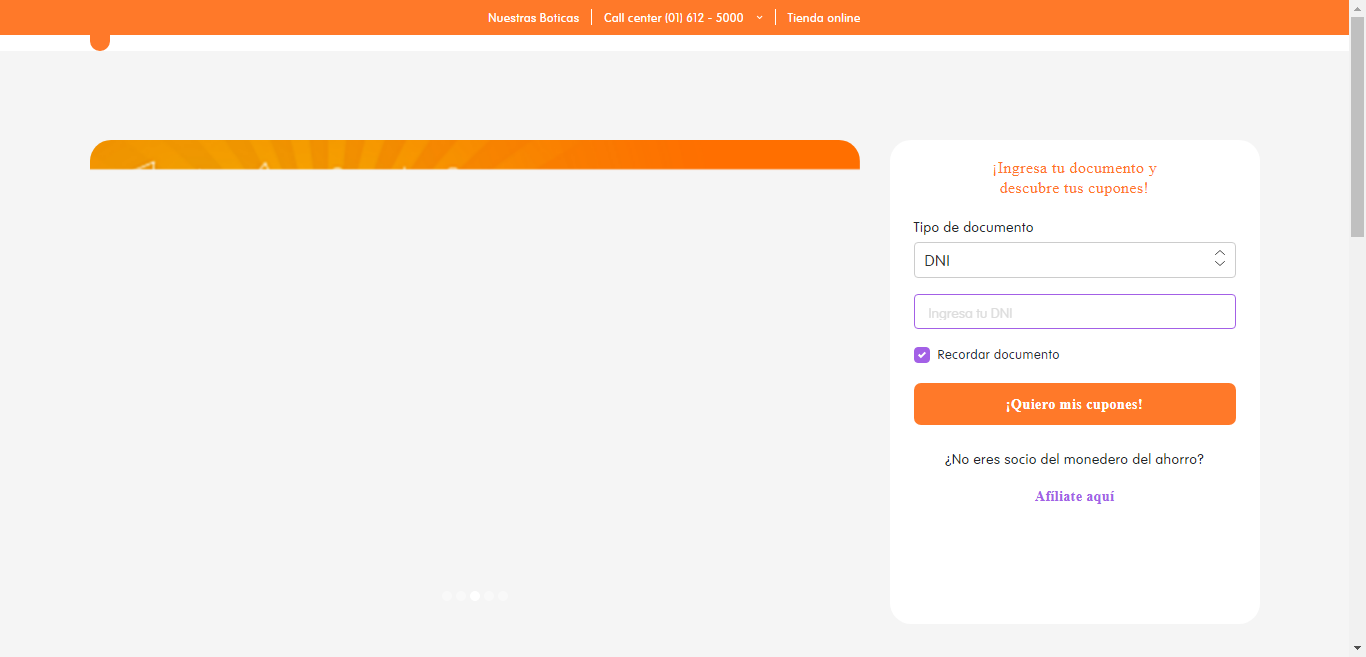 Nuestras Boticas
Call center (01) 612 - 5000
Tienda online
¡Ingresa tu documento y
descubre tus cupones!
Tipo de documento
DNI
Ingresa tu DNI
Recordar documento
¡Quiero mis cupones!
¿No eres socio del monedero del ahorro?
Afíliate aquí